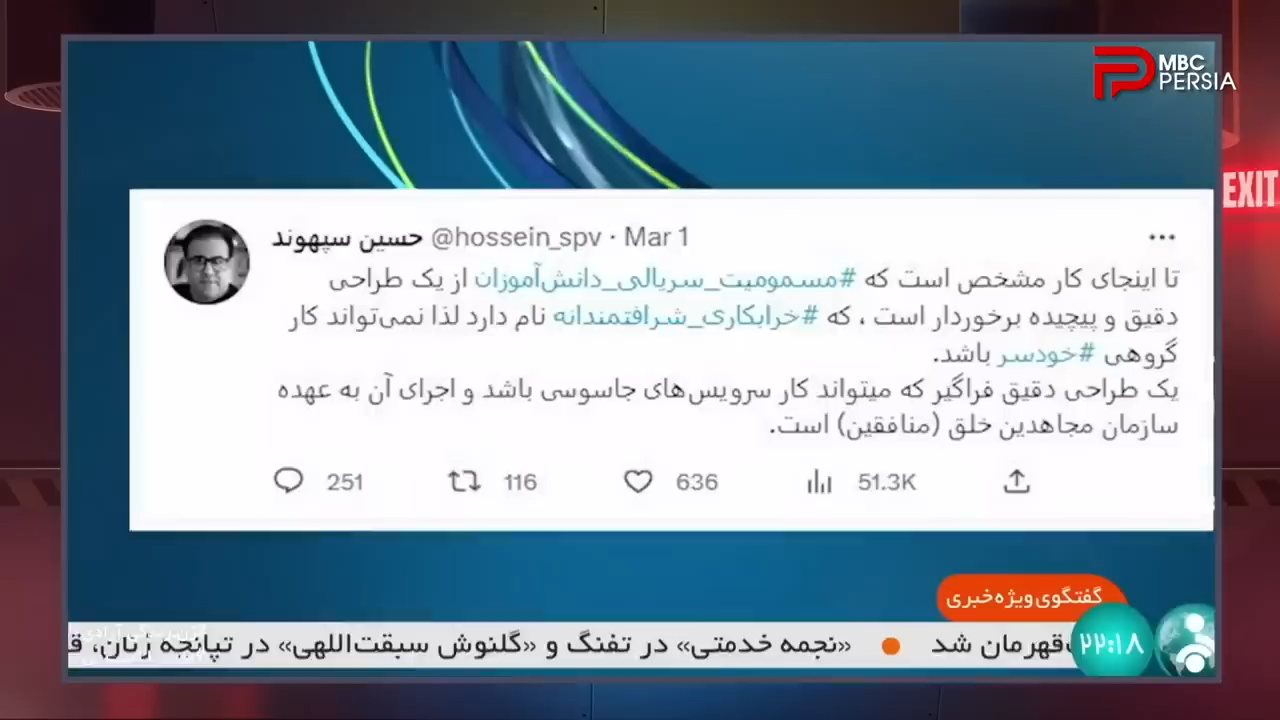 MBC
PERSIA
EXIT
حسین سپهوند @hossein_spv · Mar 1
تا اینجای کار مشخص است که #مسمومیت_سریالی_دانش‌آموزان از یک طراحی
دقیق و پیچیده برخوردار است ، که #خرابکاری_شرافتمندانه نام دارد لذا نمی‌تواند کار
گروهی #خودسر باشد.
یک طراحی دقیق فراگیر که میتواند کار سرویس‌های جاسوسی باشد و اجرای آن به عهده
سازمان مجاهدین خلق (منافقین) است.
251 116 636 51.3K
گفتگوی ویژه خبری
قهرمان شد • «نجمه خدمتی» در تفنگ و «گلنوش سبقت‌اللهی» در تپانچه زنان،
۲۲:۱۸